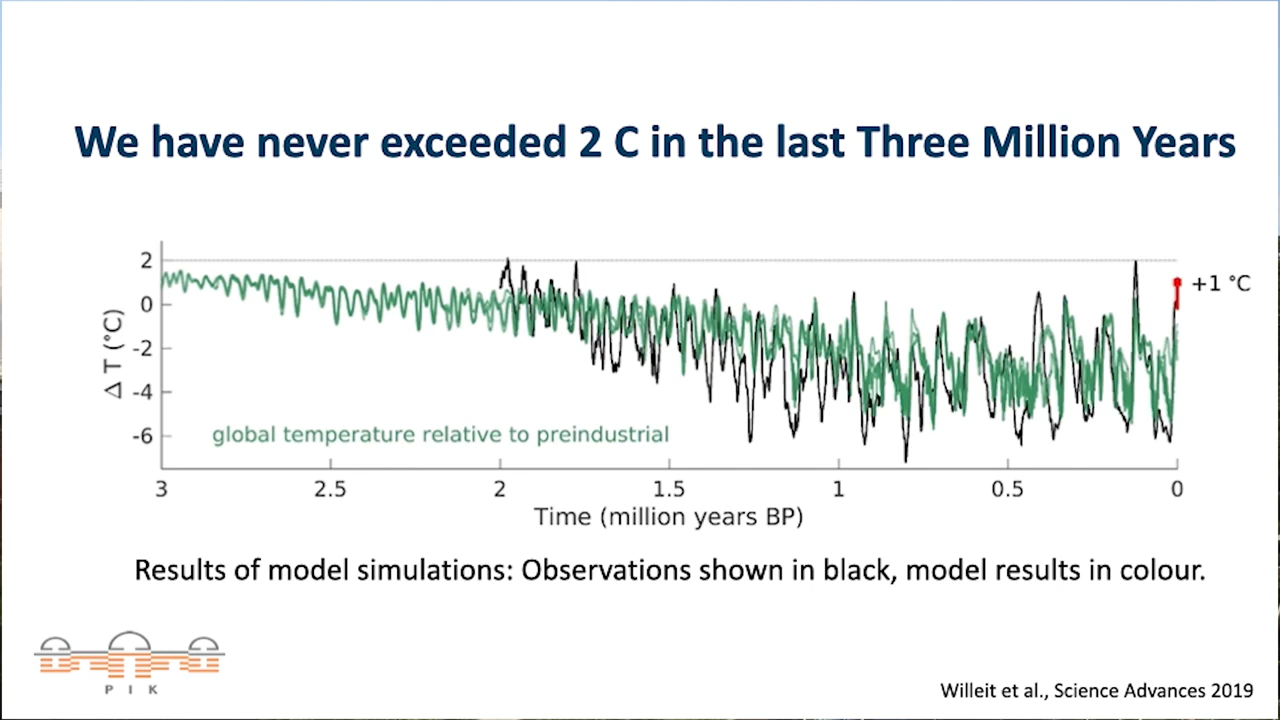 We have never exceeded 2 C in the last Three Million Years
2
0
-2
-4
-6
Δ T (°C)
+1 °C
global temperature relative to preindustrial
3 2.5 2 1.5 1 0.5 0
Time (million years BP)
Results of model simulations: Observations shown in black, model results in colour.
P I K
Willeit et al., Science Advances 2019